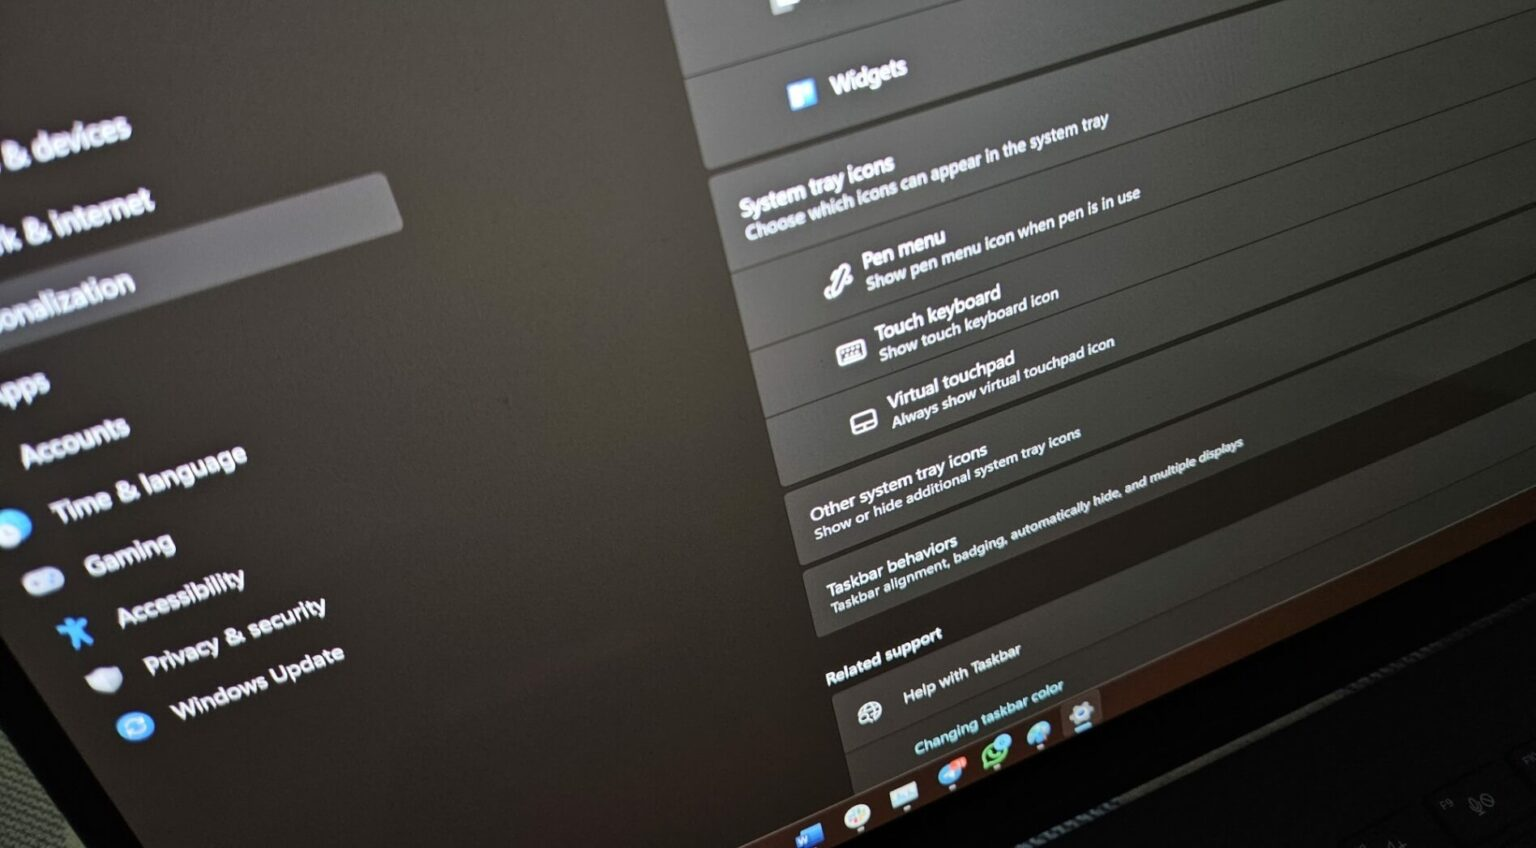 & devices
& internet
Accounts
Time & language
Gaming
Accessibility
Privacy & security
Windows Update
Widgets
System tray icons
Choose which icons can appear in the system tray
Pen menu
Show pen menu icon when pen is in use
Touch keyboard
Show touch keyboard icon
Virtual touchpad
Always show virtual touchpad icon
Other system tray icons
Show or hide additional system tray icons
Taskbar behaviors
Taskbar alignment, badging, automatically hide, and multiple displays
Related support
Help with Taskbar
Changing taskbar color
W
F9